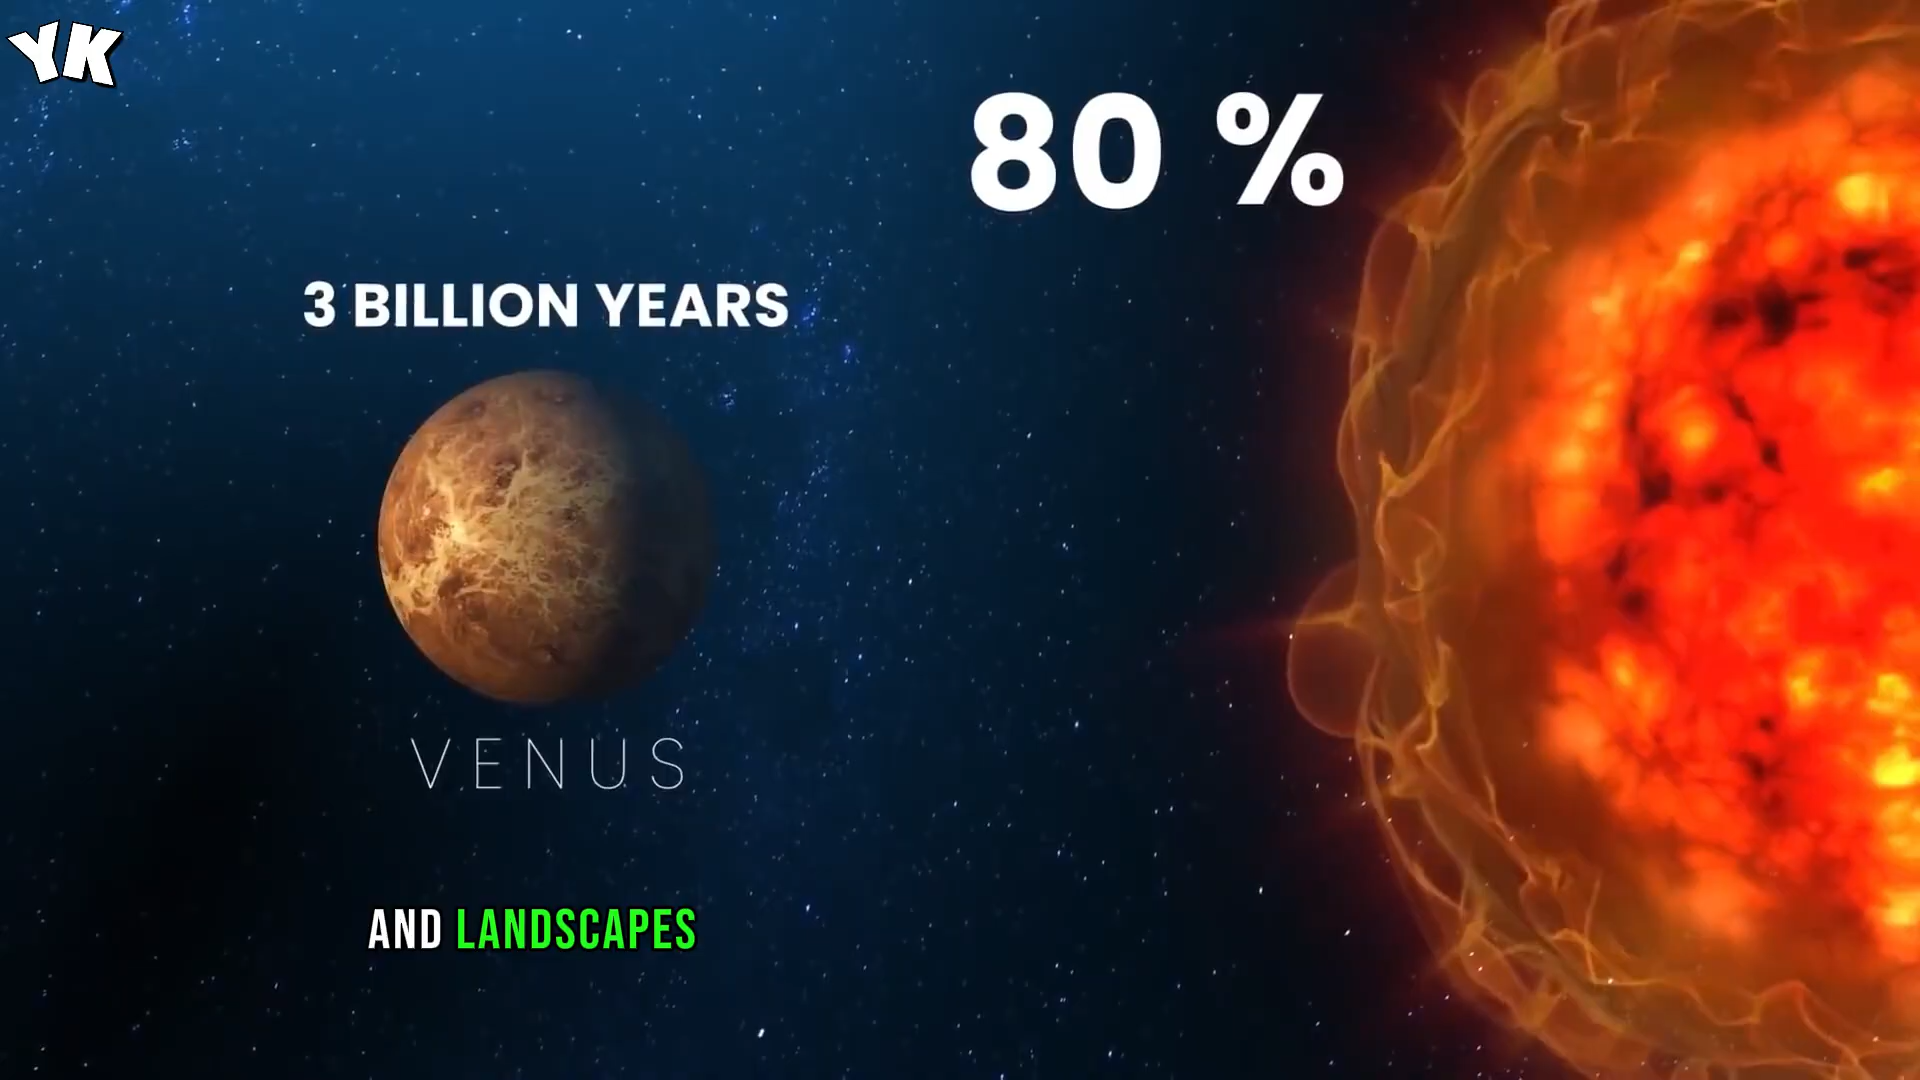 YK
80 %
3 BILLION YEARS
VENUS
AND LANDSCAPES